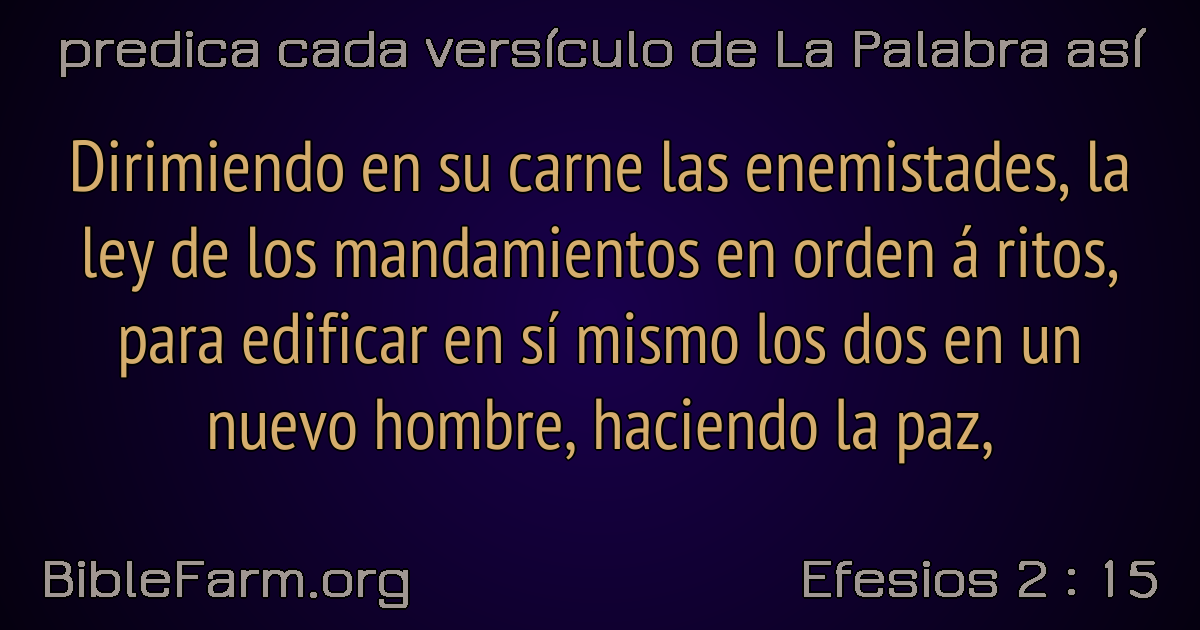 predica cada versículo de La Palabra así
Dirimiendo en su carne las enemistades, la
ley de los mandamientos en orden á ritos,
para edificar en sí mismo los dos en un
nuevo hombre, haciendo la paz,
BibleFarm.org
Efesios 2 : 15